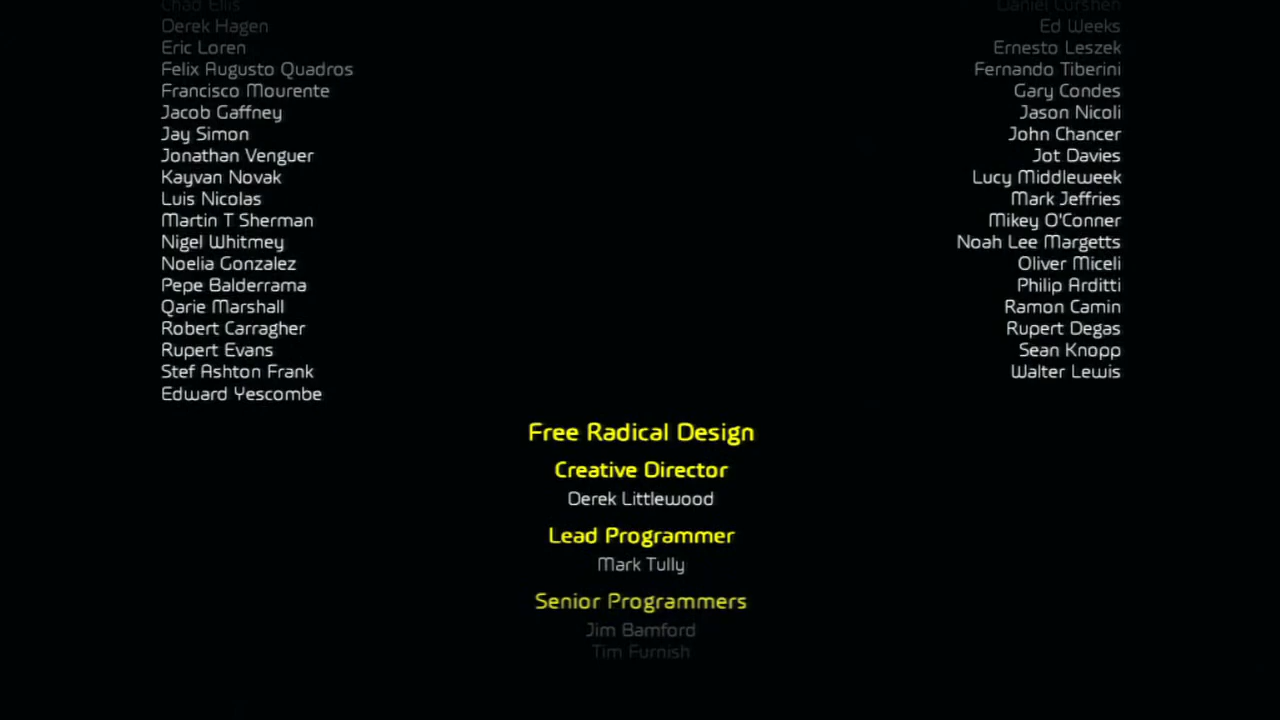 Chad Ellis
Derek Hagen
Eric Loren
Felix Augusto Quadros
Francisco Mourente
Jacob Gaffney
Jay Simon
Jonathan Venguer
Kayvan Novak
Luis Nicolas
Martin T Sherman
Nigel Whitmey
Noelia Gonzalez
Pepe Balderrama
Qarie Marshall
Robert Carragher
Rupert Evans
Stef Ashton Frank
Edward Yescombe
Daniel Curshen
Ed Weeks
Ernesto Leszek
Fernando Tiberini
Gary Condes
Jason Nicoli
John Chancer
Jot Davies
Lucy Middleweek
Mark Jeffries
Mikey O'Conner
Noah Lee Margetts
Oliver Miceli
Philip Arditti
Ramon Camin
Rupert Degas
Sean Knopp
Walter Lewis
Free Radical Design
Creative Director
Derek Littlewood
Lead Programmer
Mark Tully
Senior Programmers
Jim Bamford
Tim Furnish